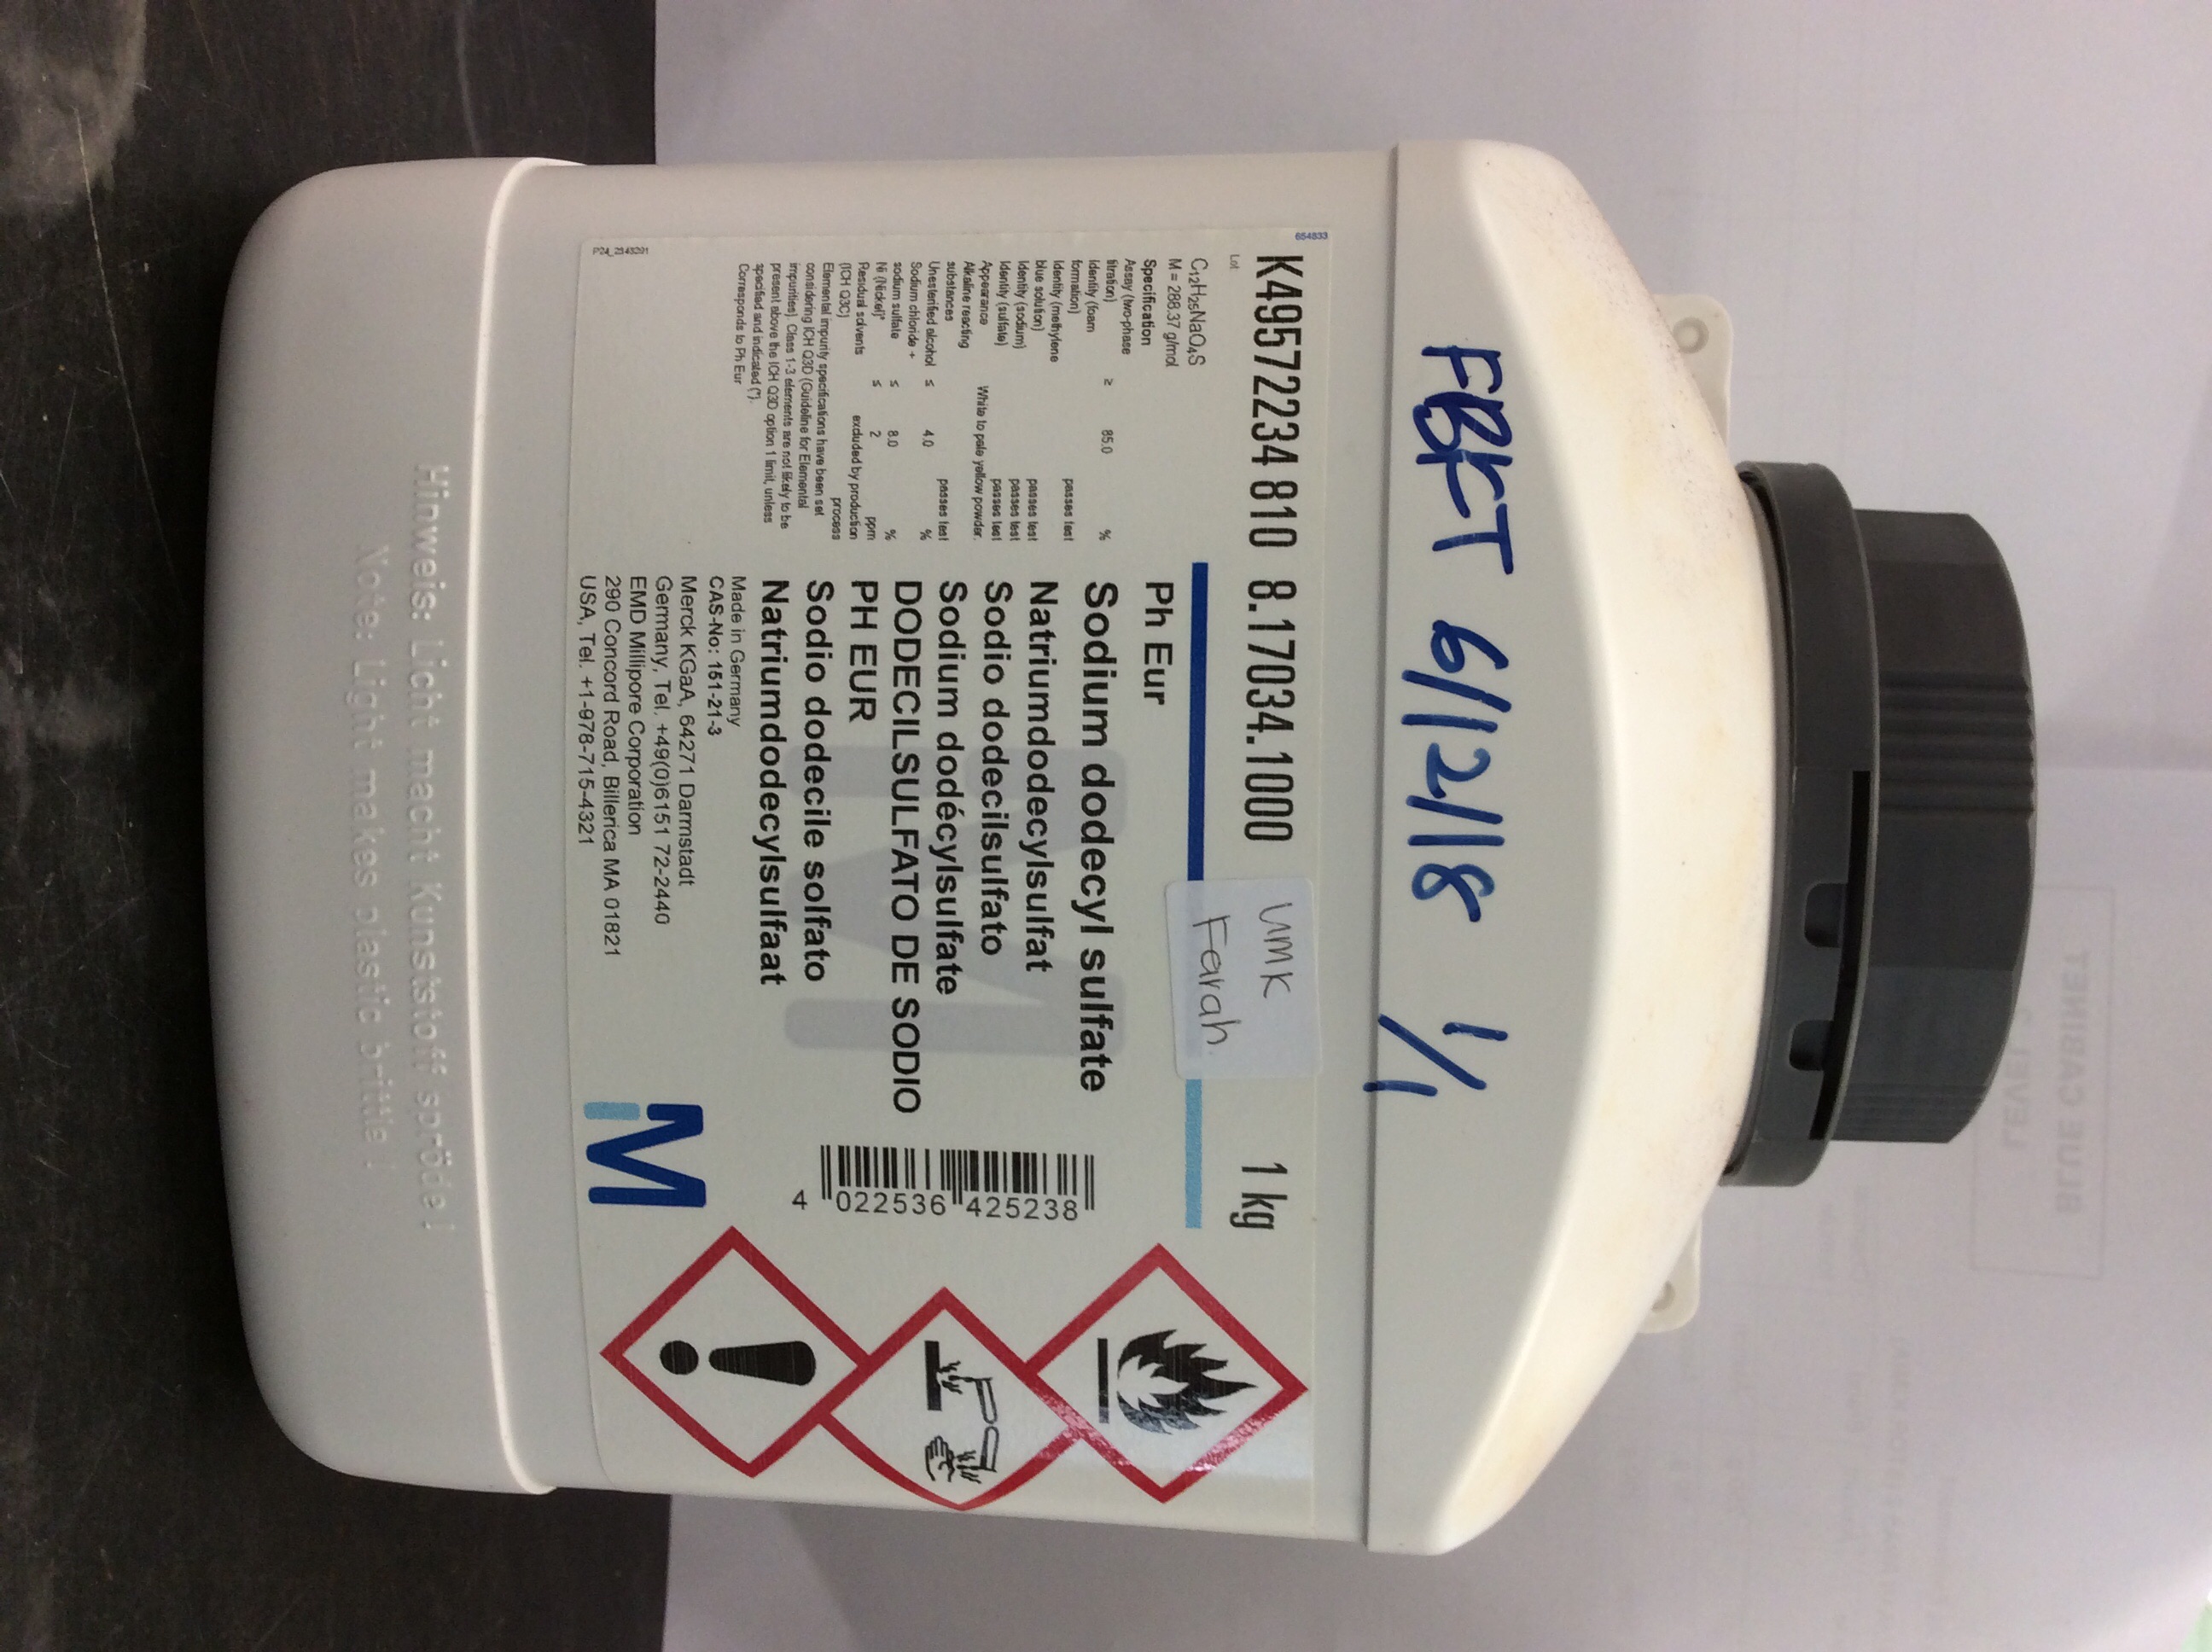 FBKT 6/12/18 1/1
654833
K49572234 810 8.17034.1000 1 kg
Lot
UMK
Farah.
C12H25NaO4S
M = 288.37 g/mol
Specification
Assay (two-phase
titration) ≥ 85.0 %
Identity (foam
formation) passes test
Identity (methylene
blue solution) passes test
Identity (sodium) passes test
Identity (sulfate) passes test
Appearance White to pale yellow powder.
Alkaline reacting
substances passes test
Unesterified alcohol ≤ 4.0 %
Sodium chloride +
sodium sulfate ≤ 8.0 %
Ni (Nickel)* ≤ 2 ppm
Residual solvents excluded by production
(ICH Q3C) process
Elemental impurity specifications have been set
considering ICH Q3D (Guideline for Elemental
Impurities). Class 1-3 elements are not likely to be
present above the ICH Q3D option 1 limit, unless
specified and indicated (*).
Corresponds to Ph Eur
Ph Eur
Sodium dodecyl sulfate
Natriumdodecylsulfat
Sodio dodecilsulfato
Sodium dodécylsulfate
DODECILSULFATO DE SODIO
PH EUR
Sodio dodecile solfato
Natriumdodecylsulfaat
Made in Germany
CAS-No: 151-21-3
Merck KGaA, 64271 Darmstadt
Germany, Tel. +49(0)6151 72-2440
EMD Millipore Corporation
290 Concord Road, Billerica MA 01821
USA, Tel. +1-978-715-4321
4 022536 425238
M
Hinweis: Licht macht Kunststoff spröde!
Note: Light makes plastic brittle!
BLUE CABINET